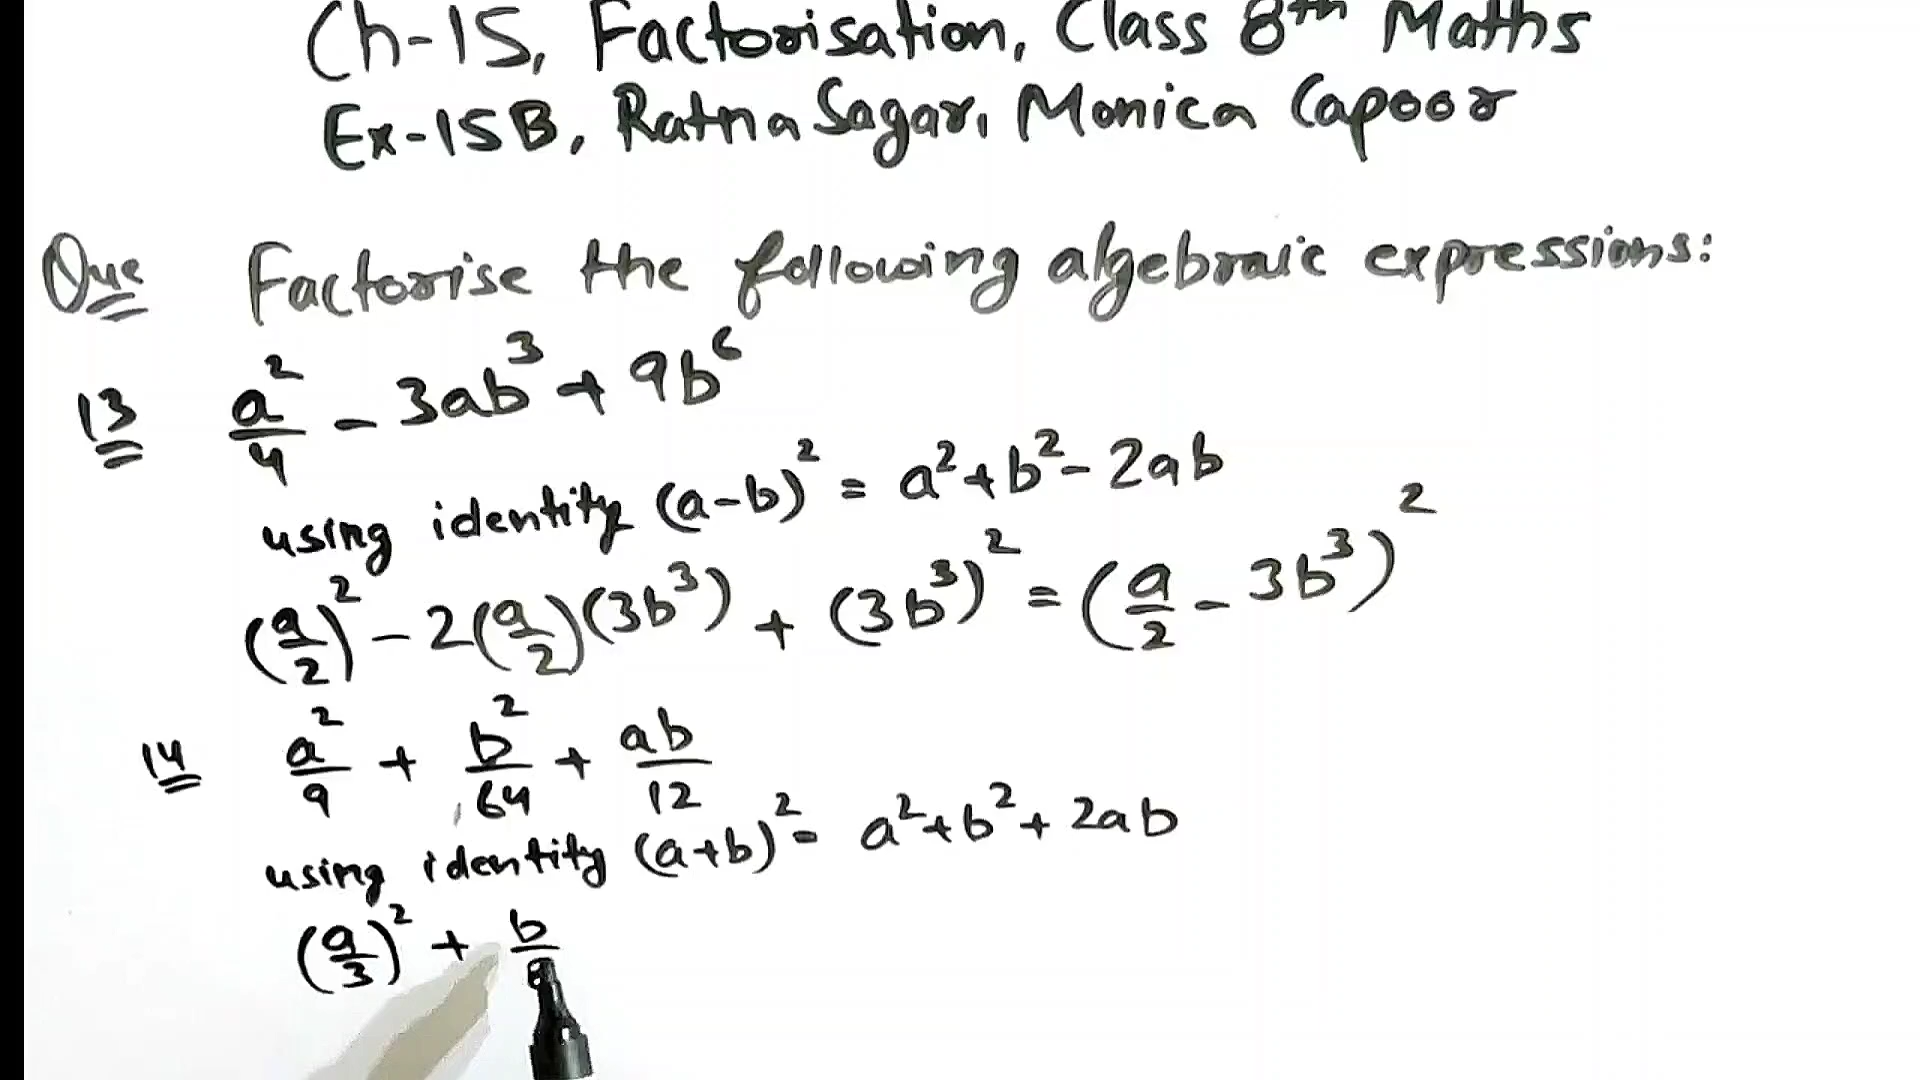 Ch-15, Factorisation, Class 8th Maths
Ex-15B, Ratna Sagar, Monica Capoor
Que Factorise the following algebraic expressions:
13 a²/4 - 3ab³ + 9b⁶
using identity (a-b)² = a²+b²-2ab
(a/2)² - 2(a/2)(3b³) + (3b³)² = (a/2 - 3b³)²
14 a²/9 + b²/64 + ab/12
using identity (a+b)² = a²+b²+2ab
(a/3)² + b/8